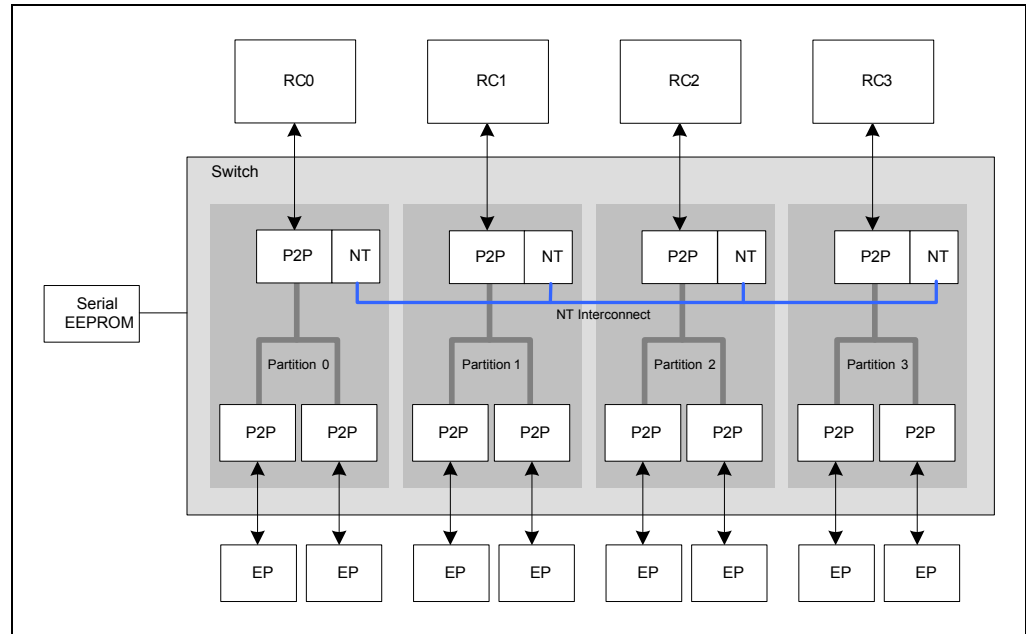 RC0
RC1
RC2
RC3
Switch
P2P
NT
P2P
NT
P2P
NT
P2P
NT
Serial
EEPROM
NT Interconnect
Partition 0
Partition 1
Partition 2
Partition 3
P2P
P2P
P2P
P2P
P2P
P2P
P2P
P2P
EP
EP
EP
EP
EP
EP
EP
EP